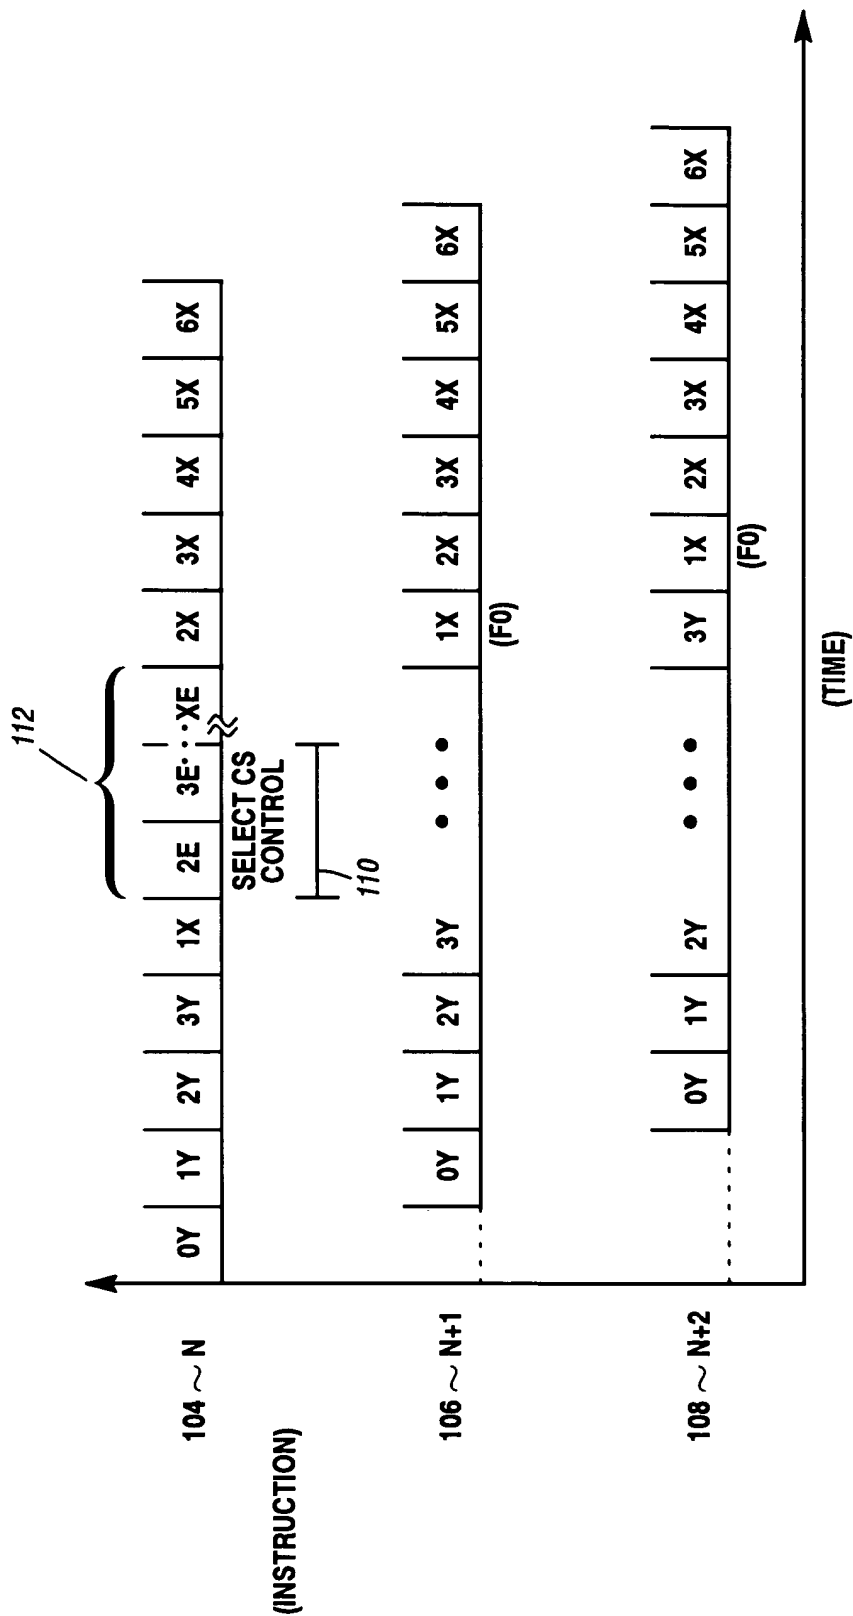 112
(INSTRUCTION)
104 ~ N
0Y 1Y 2Y 3Y 1X 2E 3E···XE 2X 3X 4X 5X 6X
SELECT CS
CONTROL
110
106 ~ N+1
0Y 1Y 2Y 3Y ••• 1X 2X 3X 4X 5X 6X
(F0)
108 ~ N+2
0Y 1Y 2Y ••• 3Y 1X 2X 3X 4X 5X 6X
(F0)
(TIME)